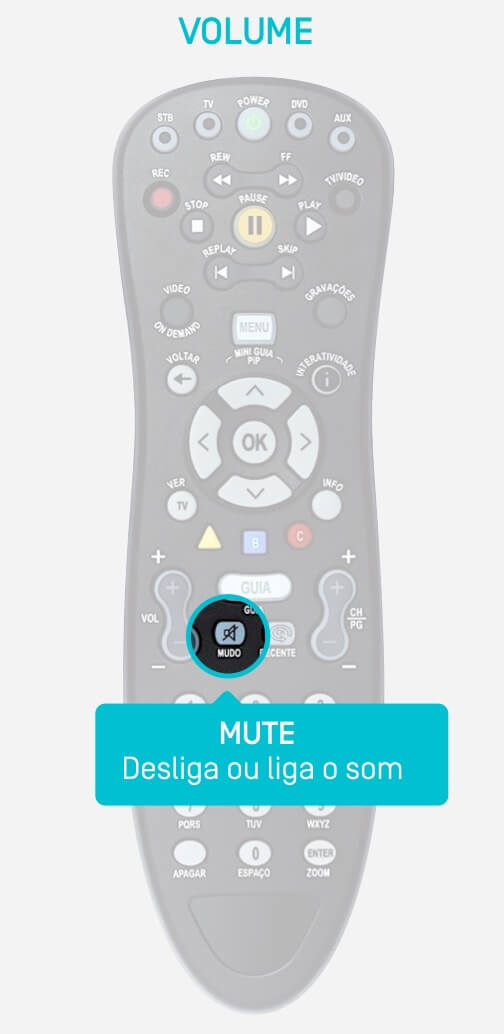 VOLUME
STB
TV
POWER
DVD
AUX
REC
REW
FF
TV/VIDEO
STOP
PAUSE
PLAY
REPLAY
SKIP
VIDEO
ON DEMAND
GRAVAÇÕES
MENU
VOLTAR
MINI GUIA
PiP
INTERATIVIDADE
OK
VER
TV
INFO
B
C
+
+
GUIA
VOL
CH
PG
MUDO
MUTE
Desliga ou liga o som
PQRS
TUV
WXYZ
0
ENTER
APAGAR
ESPAÇO
ZOOM